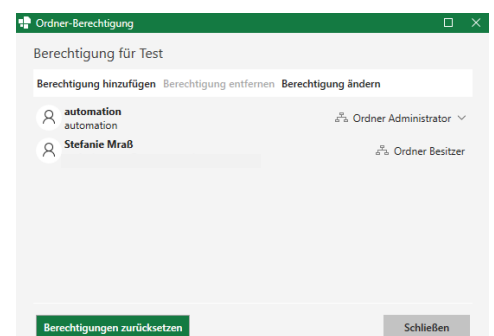 Ordner-Berechtigung
Berechtigung für Test
Berechtigung hinzufügen Berechtigung entfernen Berechtigung ändern
automation
automation
Ordner Administrator
Stefanie Mraß
Ordner Besitzer
Berechtigungen zurücksetzen
Schließen